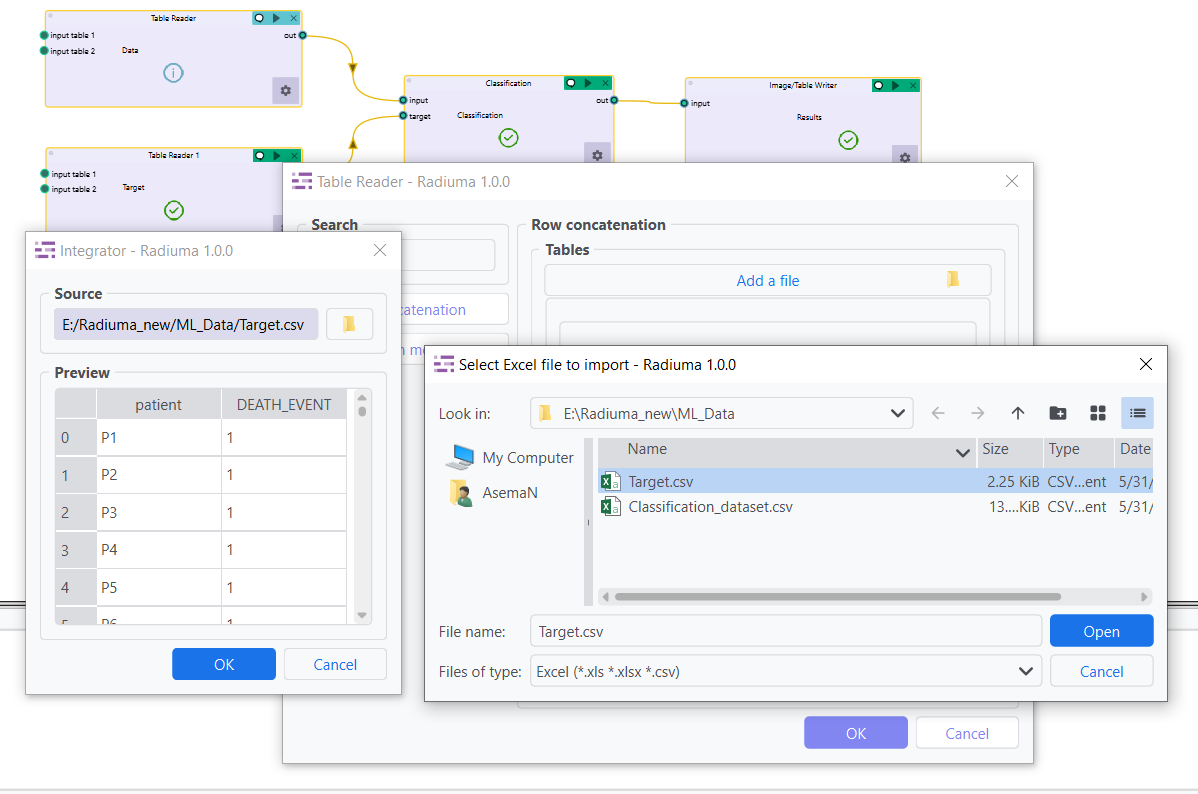 Table Reader
input table 1
out
input table 2
Data
Classification
input
out
target
Classification
Image/Table Writer
input
Results
Table Reader 1
input table 1
input table 2
Target
Table Reader - Radiuma 1.0.0
Search
Row concatenation
Tables
Add a file
catenation
Integrator - Radiuma 1.0.0
Source
E:/Radiuma_new/ML_Data/Target.csv
Preview
patient DEATH_EVENT
0 P1 1
1 P2 1
2 P3 1
3 P4 1
4 P5 1
5 P6 1
OK Cancel
Select Excel file to import - Radiuma 1.0.0
Look in: E:\Radiuma_new\ML_Data
My Computer
AsemaN
Name Size Type Date
Target.csv 2.25 KiB CSV...ent 5/31/
Classification_dataset.csv 13....KiB CSV...ent 5/31/
File name: Target.csv Open
Files of type: Excel (*.xls *.xlsx *.csv) Cancel
OK Cancel